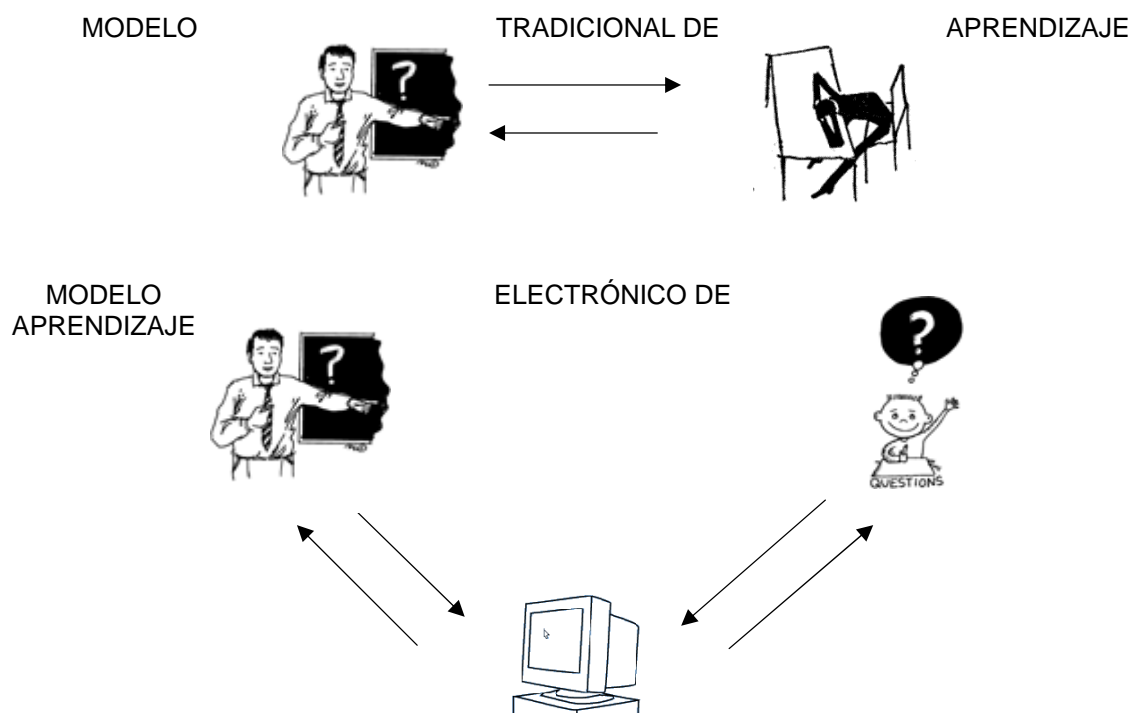 MODELO TRADICIONAL DE APRENDIZAJE
?
MODELO ELECTRÓNICO DE
APRENDIZAJE
?
?
QUESTIONS